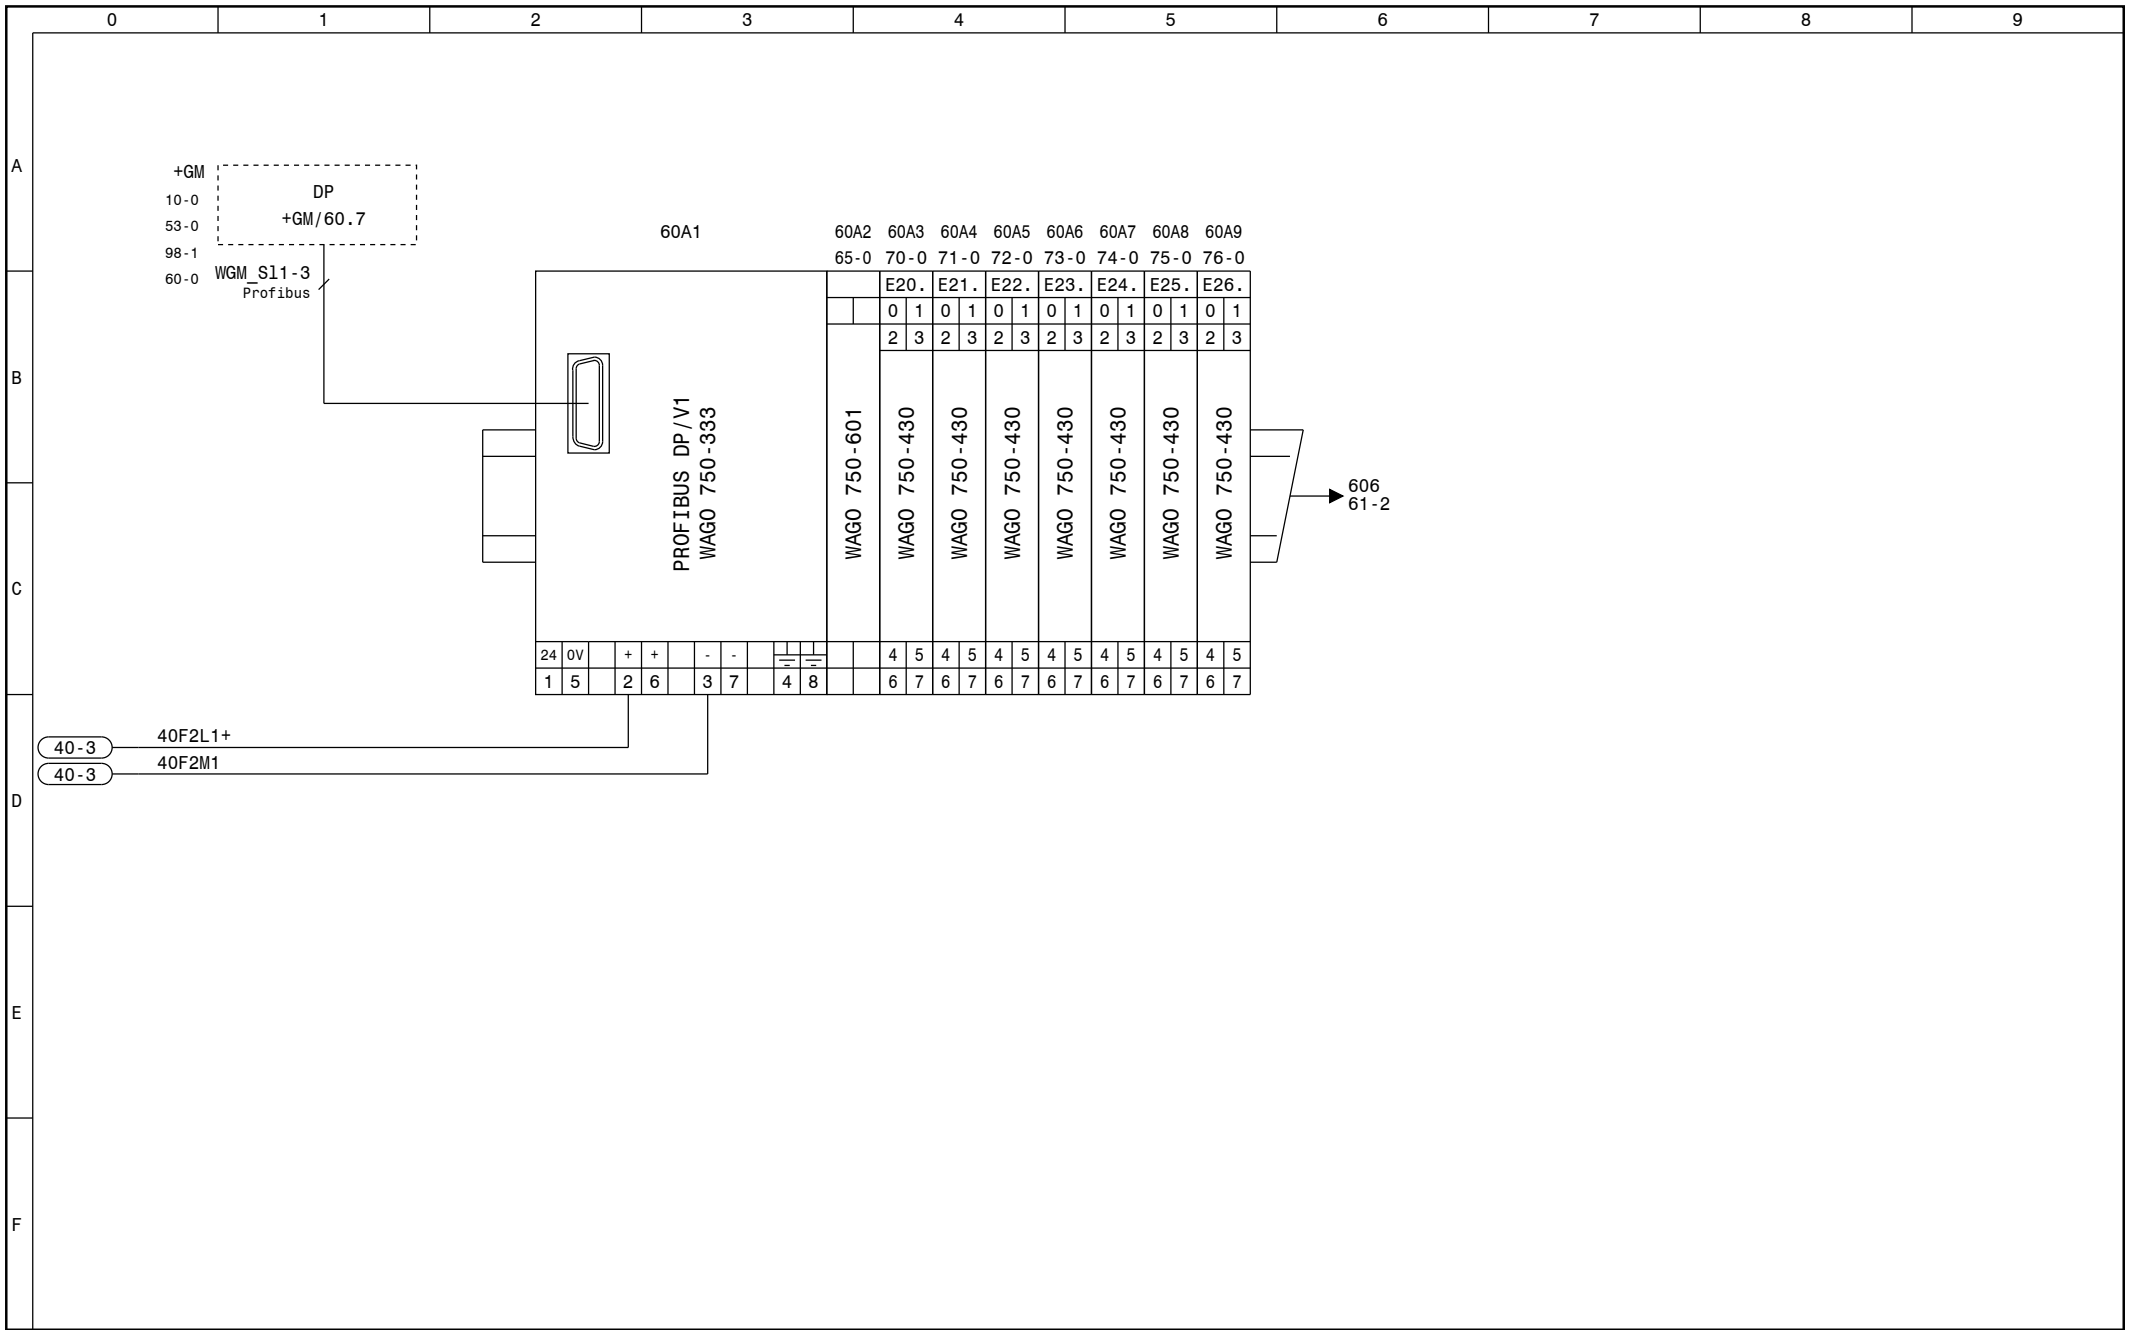 0 1 2 3 4 5 6 7 8 9
A
+GM
10-0
53-0
98-1
60-0
DP
+GM/60.7
WGM_Sl1-3
Profibus
60A1 60A2 60A3 60A4 60A5 60A6 60A7 60A8 60A9
65-0 70-0 71-0 72-0 73-0 74-0 75-0 76-0
E20. E21. E22. E23. E24. E25. E26.
0 1 0 1 0 1 0 1 0 1 0 1 0 1
2 3 2 3 2 3 2 3 2 3 2 3 2 3
B
PROFIBUS DP/V1
WAGO 750-333
WAGO 750-601
WAGO 750-430
WAGO 750-430
WAGO 750-430
WAGO 750-430
WAGO 750-430
WAGO 750-430
WAGO 750-430
606
61-2
C
24 0V + + - - 4 5 4 5 4 5 4 5 4 5 4 5 4 5
1 5 2 6 3 7 4 8 6 7 6 7 6 7 6 7 6 7 6 7 6 7
40-3 40F2L1+
40-3 40F2M1
D
E
F